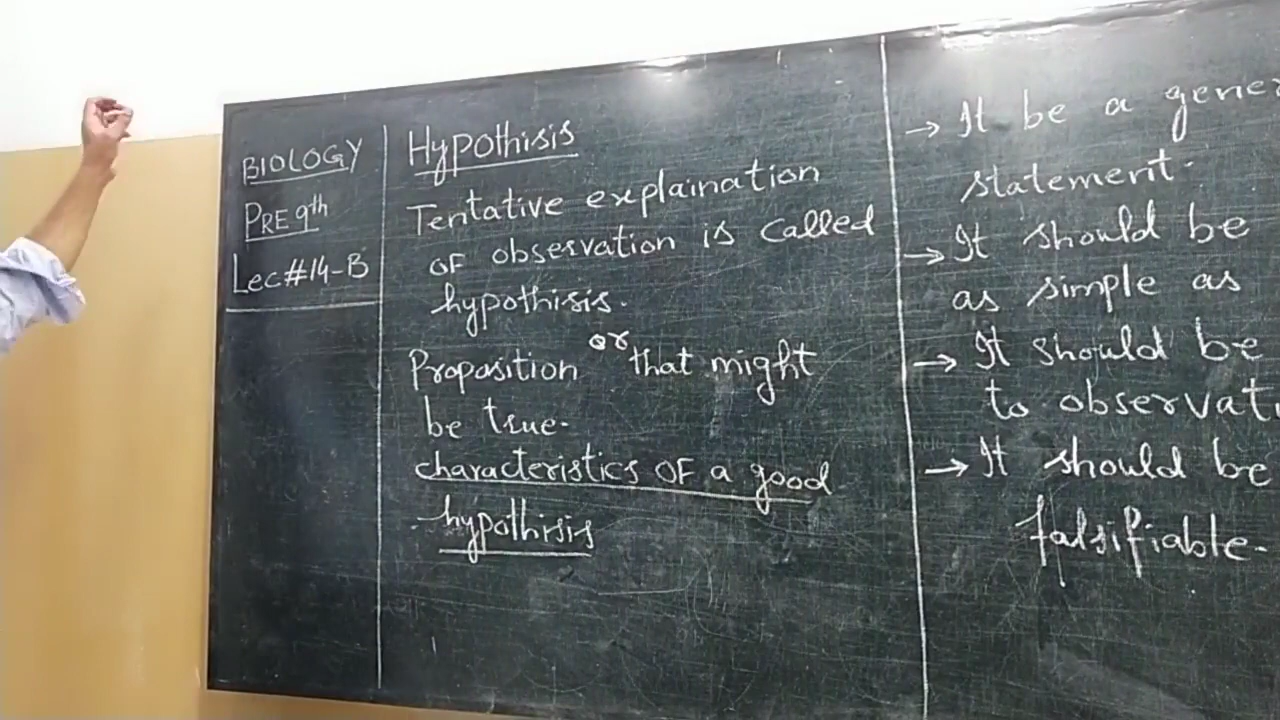 BIOLOGY
PRE 9th
Lec#14-B
Hypothisis
Tentative explaination
OF observation is called
hypothisis.
or
Proposition that might
be true.
characteristics OF a good
hypothisis
→ It be a gener
statement.
→ It should be
as simple as
→ It should be
to observati
→ It should be
falsifiable.